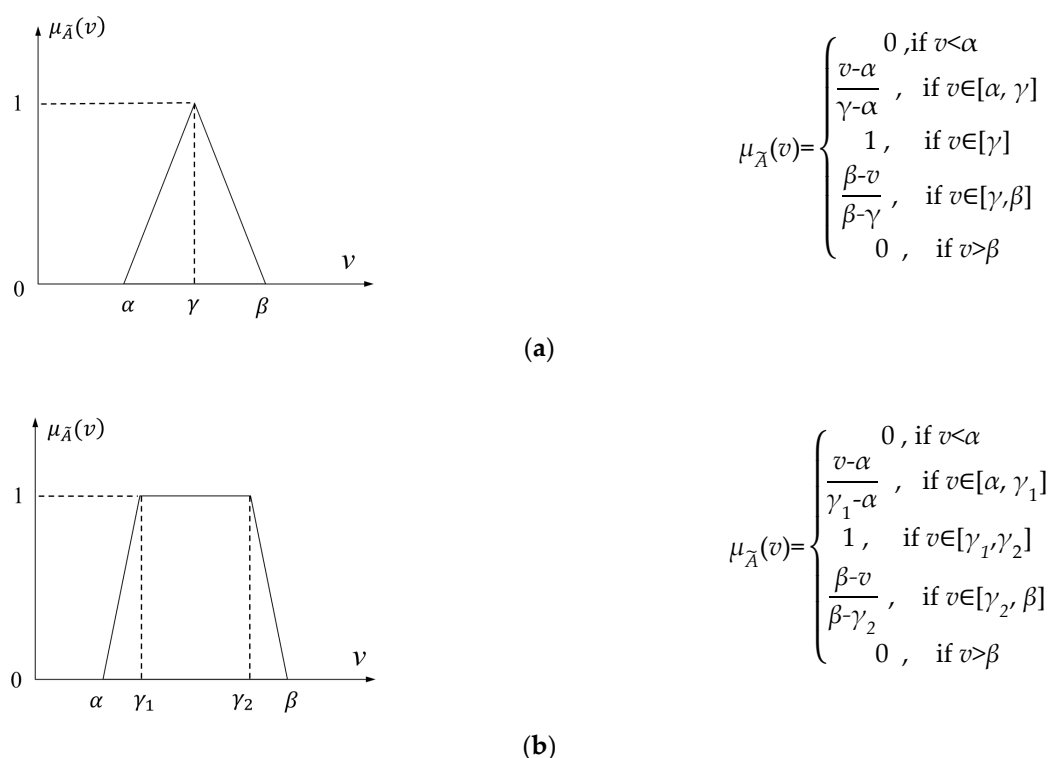 μ_Ã(v)
1
0
α γ β v
μ_Ã(v)=
0 ,if v<α
v-α/γ-α , if v∈[α, γ]
1 , if v∈[γ]
β-v/β-γ , if v∈[γ,β]
0 , if v>β
(a)
μ_Ã(v)
1
0
α γ₁ γ₂ β v
μ_Ã(v)=
0 , if v<α
v-α/γ₁-α , if v∈[α, γ₁]
1 , if v∈[γ₁,γ₂]
β-v/β-γ₂ , if v∈[γ₂, β]
0 , if v>β
(b)